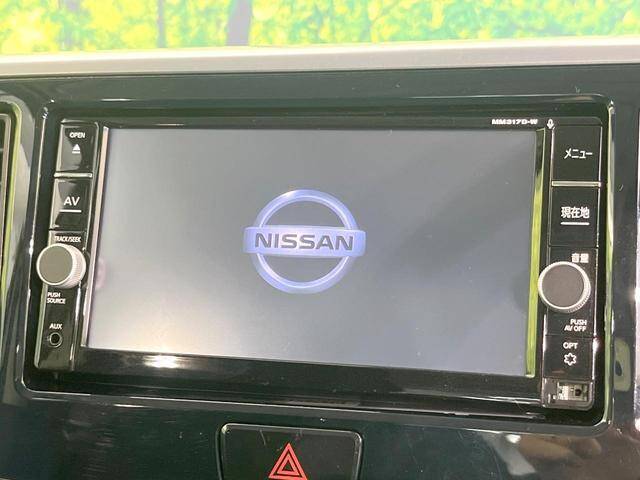 MM317D-W
OPEN
AV
TRACK/SEEK
PUSH
SOURCE
AUX
NISSAN
メニュー
現在地
音量
PUSH
AV OFF
OPT